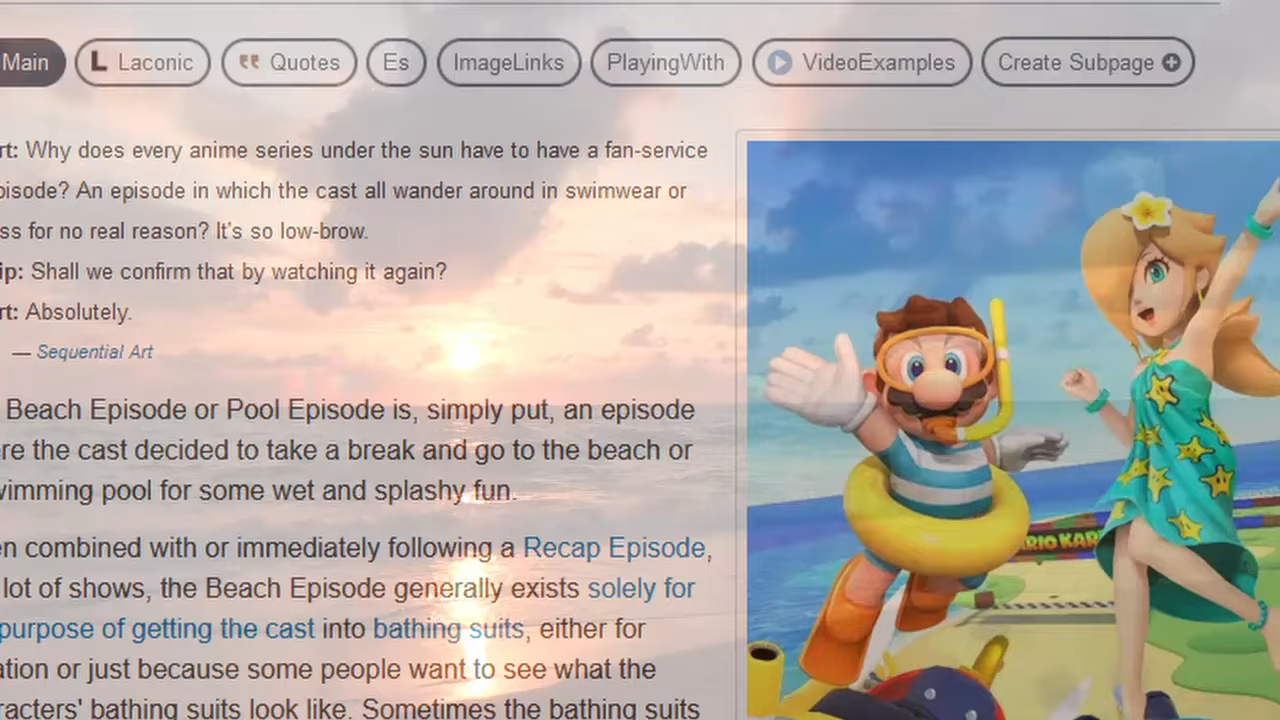 Main
Laconic
Quotes
Es
ImageLinks
PlayingWith
VideoExamples
Create Subpage
rt: Why does every anime series under the sun have to have a fan-service
pisode? An episode in which the cast all wander around in swimwear or
ss for no real reason? It's so low-brow.
ip: Shall we confirm that by watching it again?
rt: Absolutely.
— Sequential Art
Beach Episode or Pool Episode is, simply put, an episode
re the cast decided to take a break and go to the beach or
wimming pool for some wet and splashy fun.
en combined with or immediately following a Recap Episode,
lot of shows, the Beach Episode generally exists solely for
purpose of getting the cast into bathing suits, either for
ation or just because some people want to see what the
racters' bathing suits look like. Sometimes the bathing suits
ARIO KAR